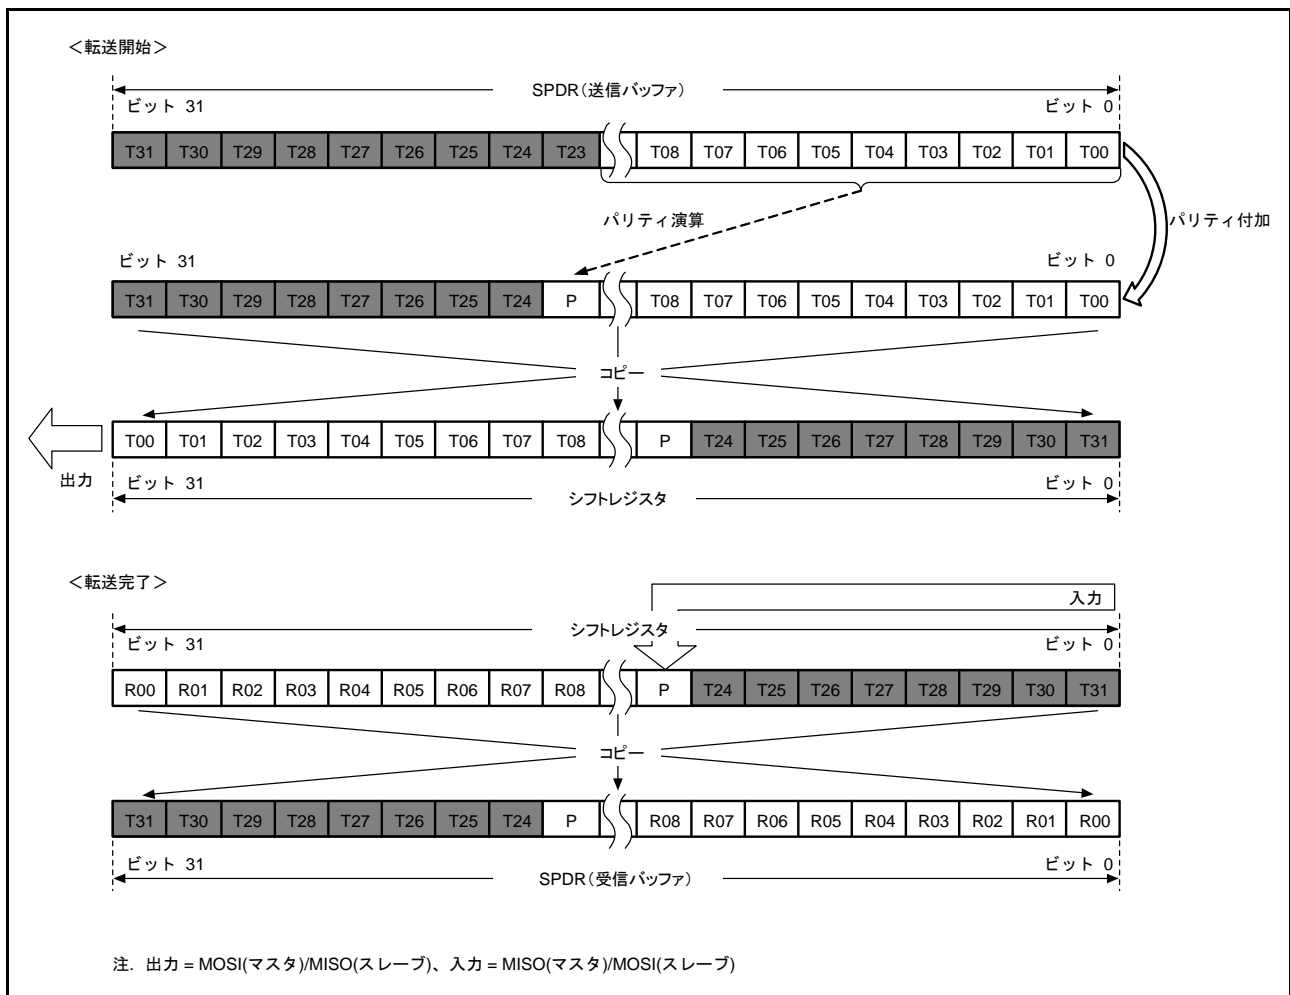 ＜転送開始＞
SPDR（送信バッファ）
ビット 31 ビット 0
T31 T30 T29 T28 T27 T26 T25 T24 T23 T08 T07 T06 T05 T04 T03 T02 T01 T00
パリティ演算 パリティ付加
ビット 31 ビット 0
T31 T30 T29 T28 T27 T26 T25 T24 P T08 T07 T06 T05 T04 T03 T02 T01 T00
コピー
T00 T01 T02 T03 T04 T05 T06 T07 T08 P T24 T25 T26 T27 T28 T29 T30 T31
出力 ビット 31 ビット 0
シフトレジスタ
＜転送完了＞
入力
シフトレジスタ
ビット 31 ビット 0
R00 R01 R02 R03 R04 R05 R06 R07 R08 P T24 T25 T26 T27 T28 T29 T30 T31
コピー
T31 T30 T29 T28 T27 T26 T25 T24 P R08 R07 R06 R05 R04 R03 R02 R01 R00
ビット 31 ビット 0
SPDR（受信バッファ）
注. 出力 = MOSI(マスタ)/MISO(スレーブ)、入力 = MISO(マスタ)/MOSI(スレーブ)